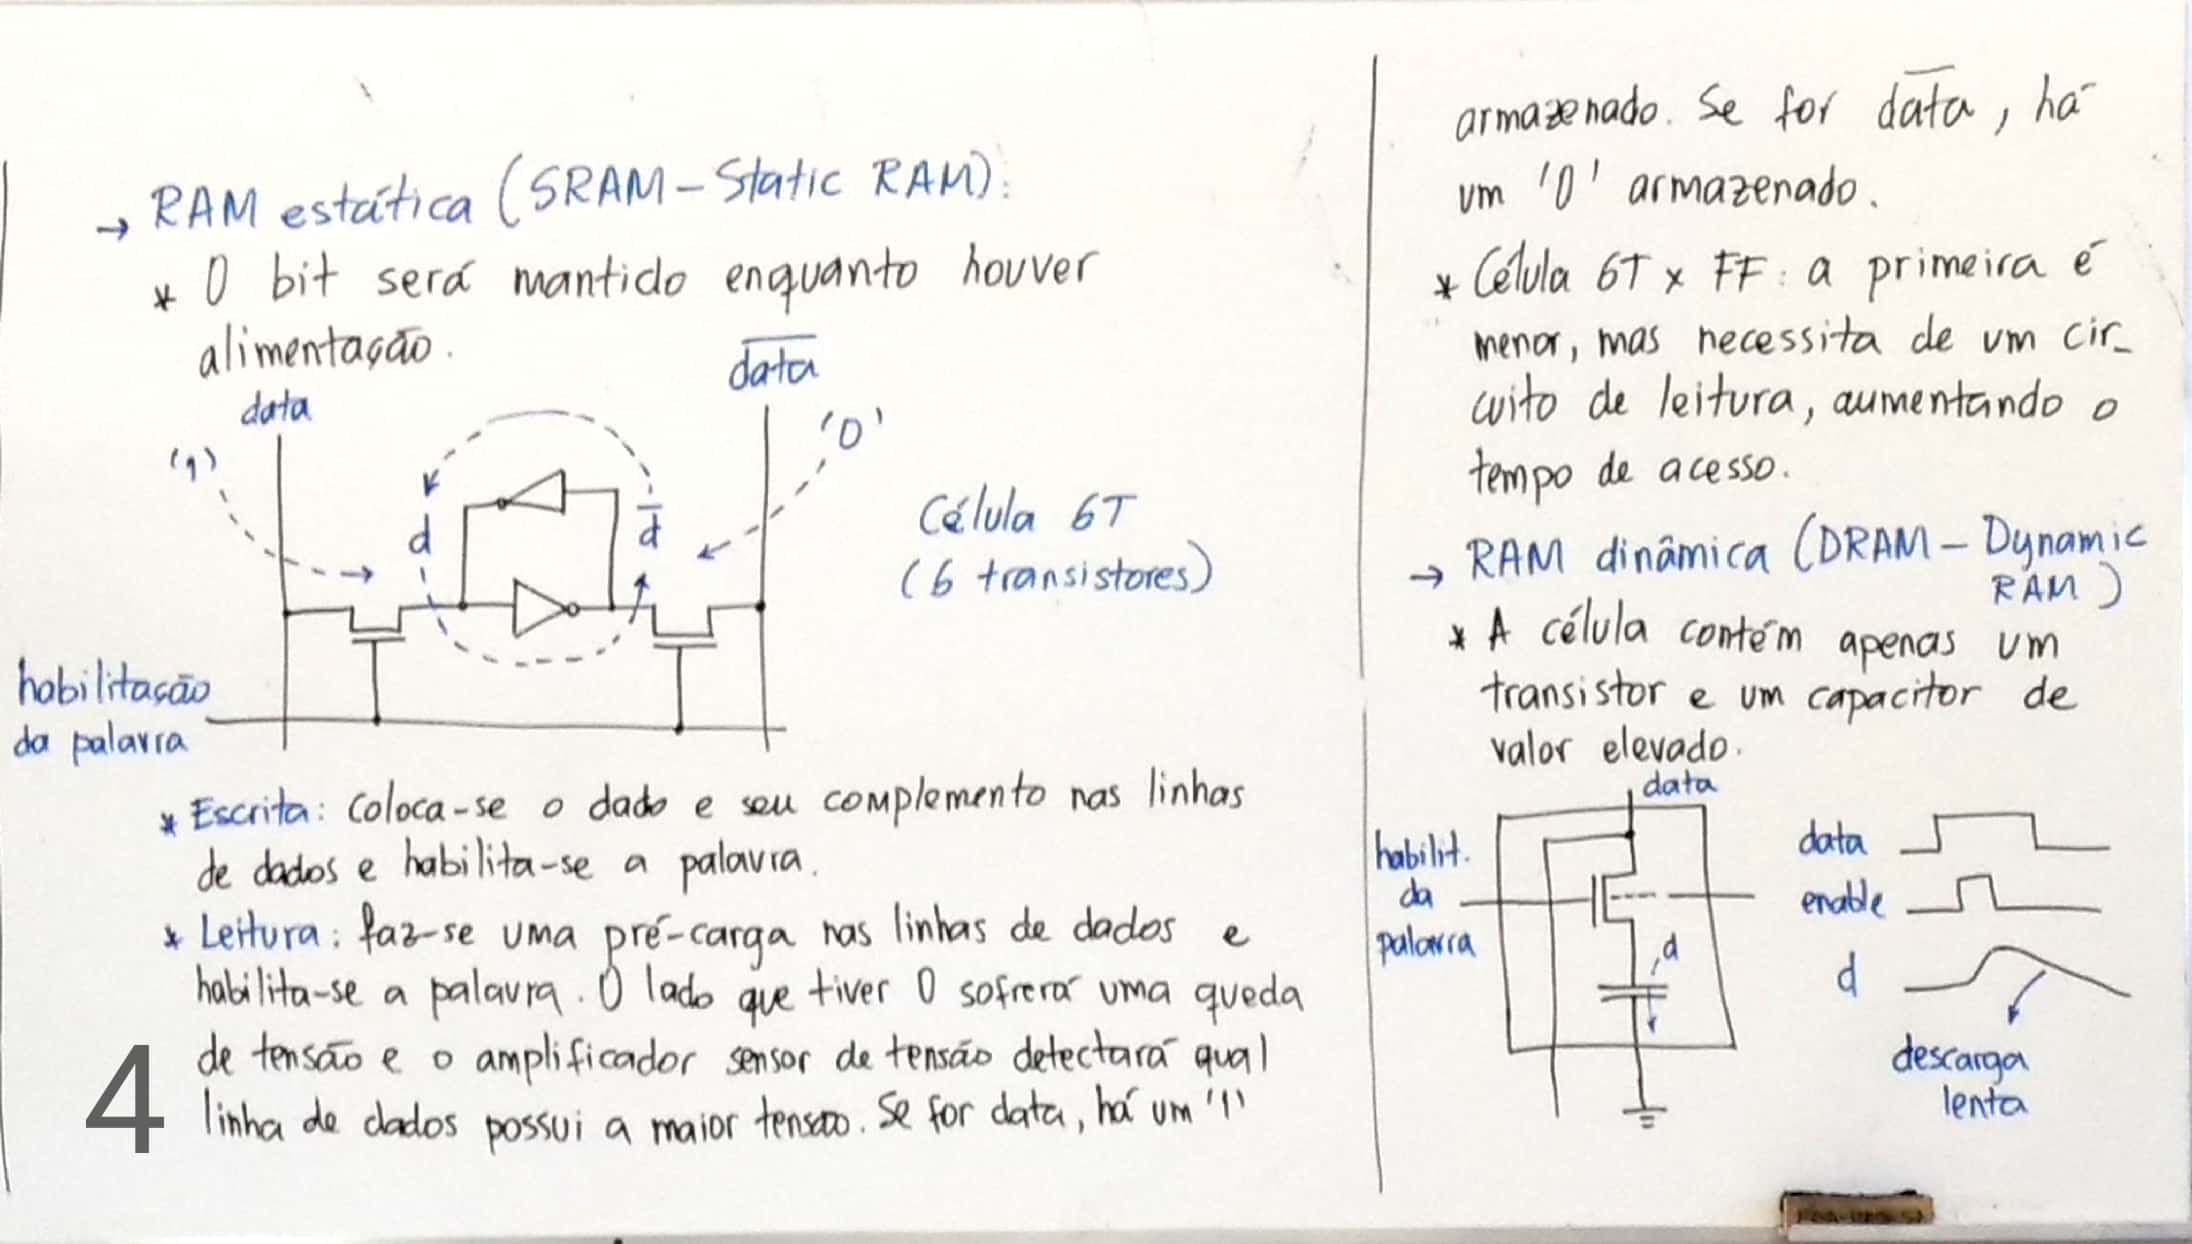 → RAM estática (SRAM – Static RAM):
* O bit será mantido enquanto houver
alimentação.
data
data̅
'1'
'0'
d
d̅
Célula 6T
(6 transistores)
habilitação
da palavra
* Escrita: coloca-se o dado e seu complemento nas linhas
de dados e habilita-se a palavra.
* Leitura: faz-se uma pré-carga nas linhas de dados e
habilita-se a palavra. O lado que tiver 0 sofrerá uma queda
de tensão e o amplificador sensor de tensão detectará qual
linha de dados possui a maior tensão. Se for data, há um '1'
4
armazenado. Se for data̅, há
um '0' armazenado.
* Célula 6T x FF: a primeira é
menor, mas necessita de um cir-
cuito de leitura, aumentando o
tempo de acesso.
→ RAM dinâmica (DRAM – Dynamic
RAM)
* A célula contém apenas um
transistor e um capacitor de
valor elevado.
data
habilit.
da
palavra
d
data
enable
d
descarga
lenta